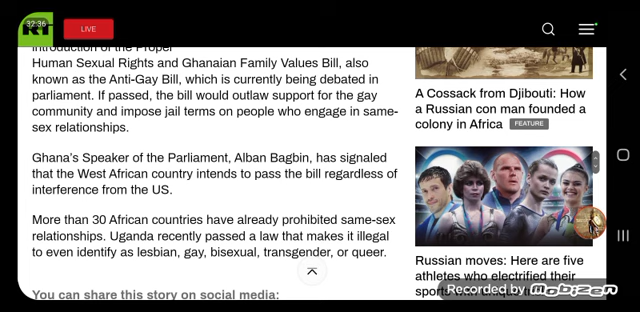 32:36
RT
LIVE
Introduction of the Proper
Human Sexual Rights and Ghanaian Family Values Bill, also
known as the Anti-Gay Bill, which is currently being debated in
parliament. If passed, the bill would outlaw support for the gay
community and impose jail terms on people who engage in same-
sex relationships.
Ghana's Speaker of the Parliament, Alban Bagbin, has signaled
that the West African country intends to pass the bill regardless of
interference from the US.
More than 30 African countries have already prohibited same-sex
relationships. Uganda recently passed a law that makes it illegal
to even identify as lesbian, gay, bisexual, transgender, or queer.
You can share this story on social media:
A Cossack from Djibouti: How
a Russian con man founded a
colony in Africa FEATURE
Russian moves: Here are five
athletes who electrified their
Recorded by Mobizen